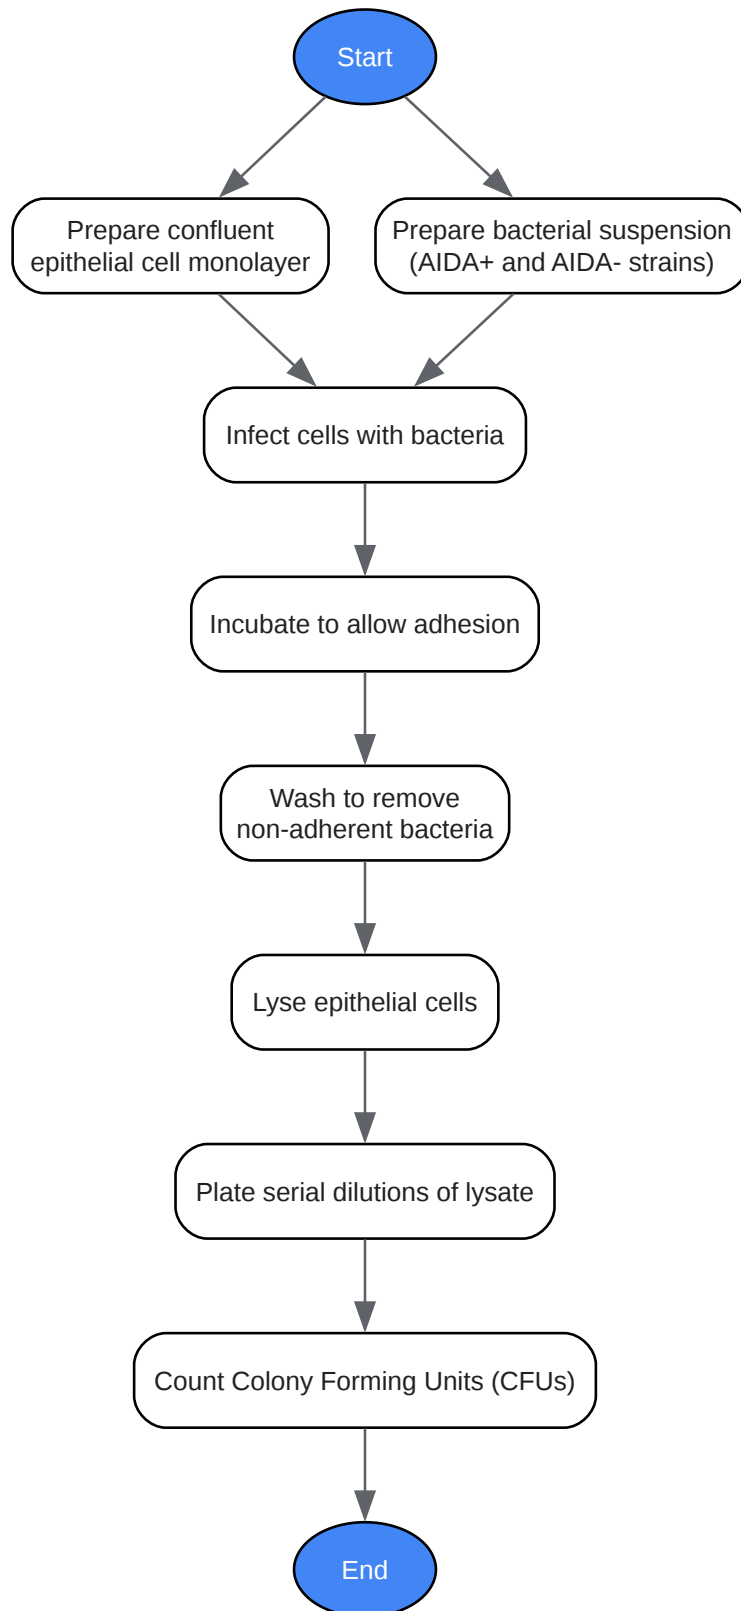 Start
Prepare confluent
epithelial cell monolayer
Prepare bacterial suspension
(AIDA+ and AIDA- strains)
Infect cells with bacteria
Incubate to allow adhesion
Wash to remove
non-adherent bacteria
Lyse epithelial cells
Plate serial dilutions of lysate
Count Colony Forming Units (CFUs)
End